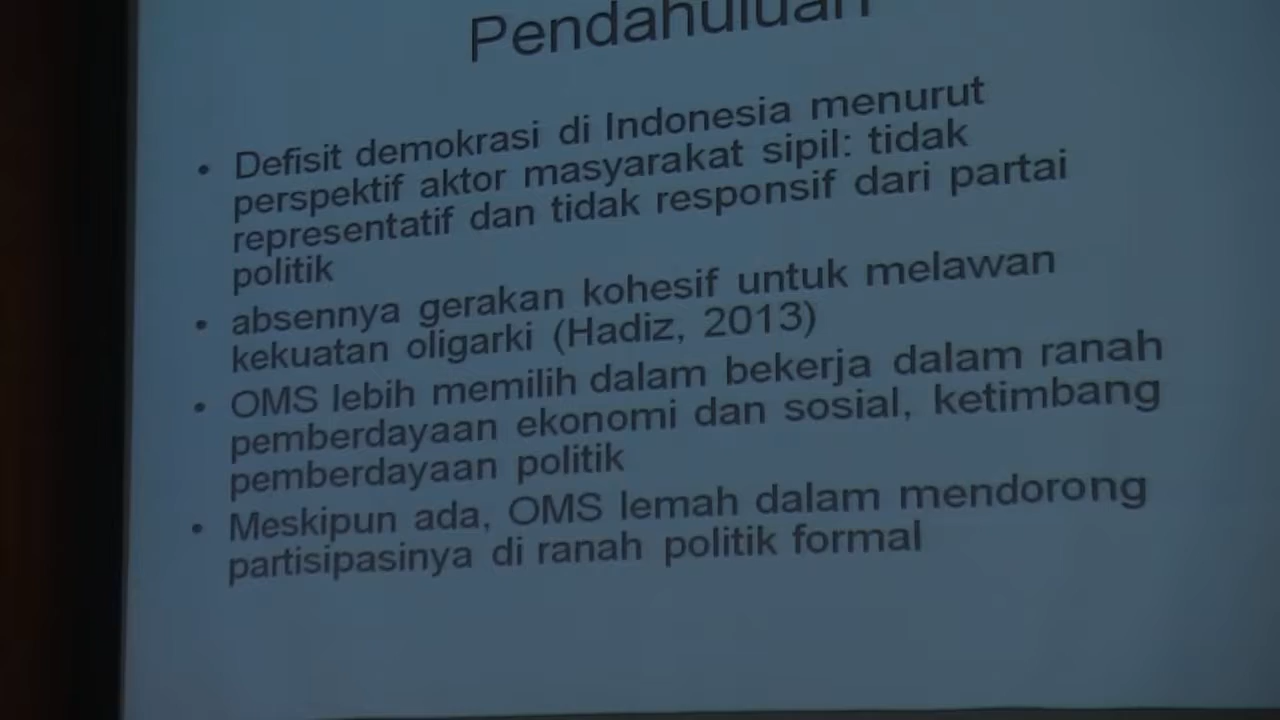 Pendahuluan
• Defisit demokrasi di Indonesia menurut
perspektif aktor masyarakat sipil: tidak
representatif dan tidak responsif dari partai
politik
• absennya gerakan kohesif untuk melawan
kekuatan oligarki (Hadiz, 2013)
• OMS lebih memilih dalam bekerja dalam ranah
pemberdayaan ekonomi dan sosial, ketimbang
pemberdayaan politik
• Meskipun ada, OMS lemah dalam mendorong
partisipasinya di ranah politik formal